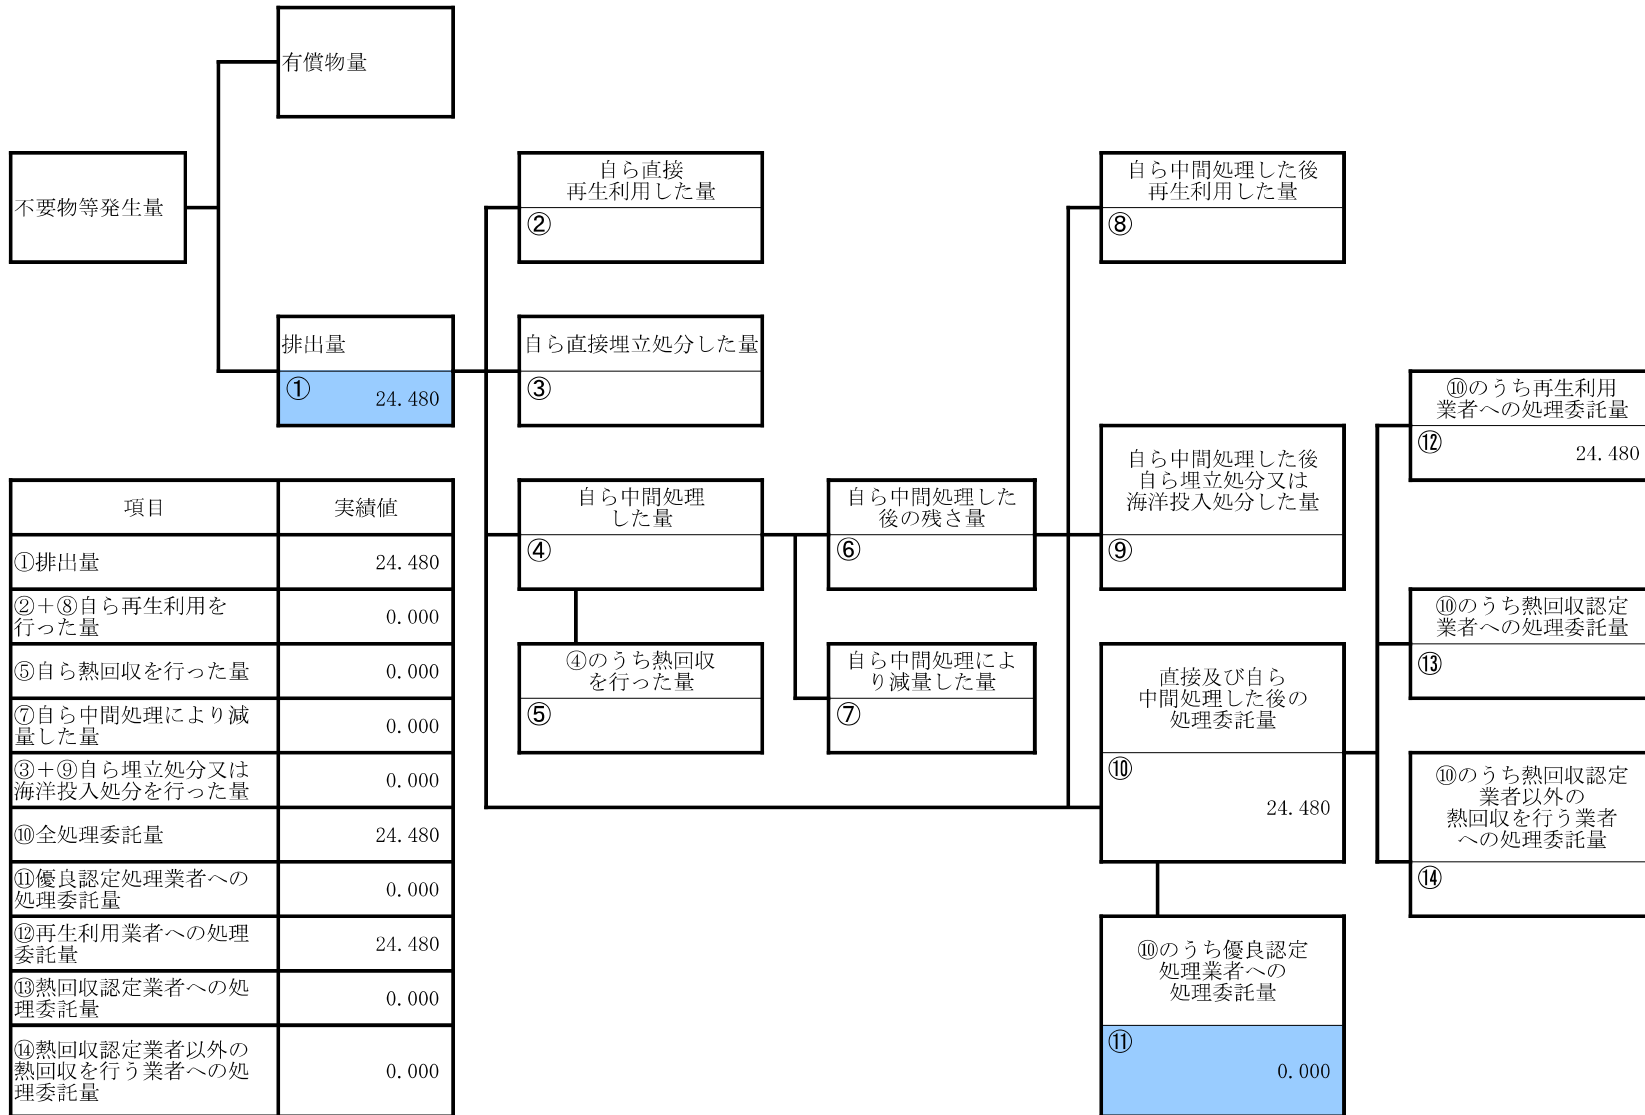 有償物量
不要物等発生量
排出量
①
24.480
自ら直接
再生利用した量
②
自ら直接埋立処分した量
③
自ら中間処理
した量
④
④のうち熱回収
を行った量
⑤
自ら中間処理した
後の残さ量
⑥
自ら中間処理によ
り減量した量
⑦
自ら中間処理した後
再生利用した量
⑧
自ら中間処理した後
自ら埋立処分又は
海洋投入処分した量
⑨
直接及び自ら
中間処理した後の
処理委託量
⑩
24.480
⑩のうち優良認定
処理業者への
処理委託量
⑪
0.000
⑩のうち再生利用
業者への処理委託量
⑫
24.480
⑩のうち熱回収認定
業者への処理委託量
⑬
⑩のうち熱回収認定
業者以外の
熱回収を行う業者
への処理委託量
⑭
項目 実績値
①排出量 24.480
②＋⑧自ら再生利用を
行った量 0.000
⑤自ら熱回収を行った量 0.000
⑦自ら中間処理により減
量した量 0.000
③＋⑨自ら埋立処分又は
海洋投入処分を行った量 0.000
⑩全処理委託量 24.480
⑪優良認定処理業者への
処理委託量 0.000
⑫再生利用業者への処理
委託量 24.480
⑬熱回収認定業者への処
理委託量 0.000
⑭熱回収認定業者以外の
熱回収を行う業者への処
理委託量 0.000